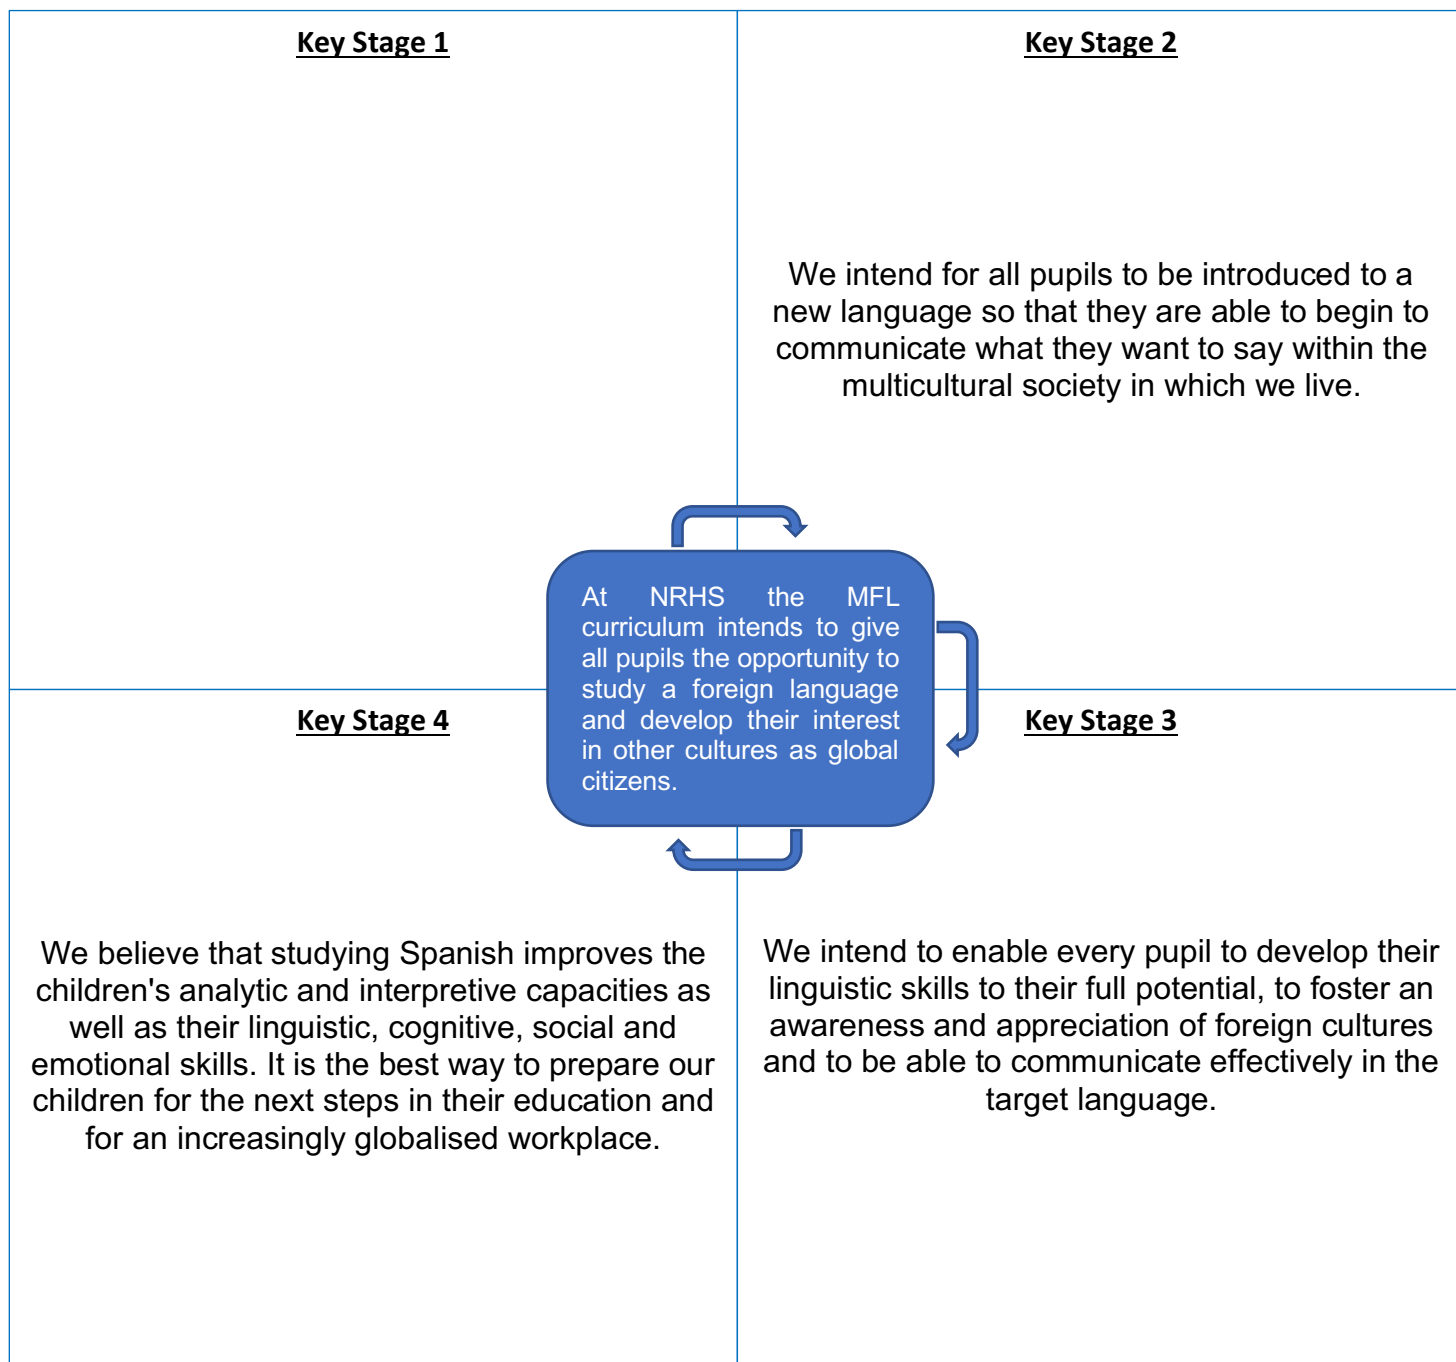 Key Stage 1
Key Stage 2
We intend for all pupils to be introduced to a
new language so that they are able to begin to
communicate what they want to say within the
multicultural society in which we live.
At NRHS the MFL
curriculum intends to give
all pupils the opportunity to
study a foreign language
and develop their interest
in other cultures as global
citizens.
Key Stage 4
We believe that studying Spanish improves the
children's analytic and interpretive capacities as
well as their linguistic, cognitive, social and
emotional skills. It is the best way to prepare our
children for the next steps in their education and
for an increasingly globalised workplace.
Key Stage 3
We intend to enable every pupil to develop their
linguistic skills to their full potential, to foster an
awareness and appreciation of foreign cultures
and to be able to communicate effectively in the
target language.